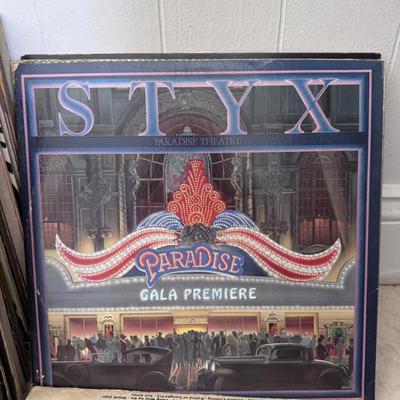 STYX
PARADISE THEATRE
PARADISE
GALA PREMIERE